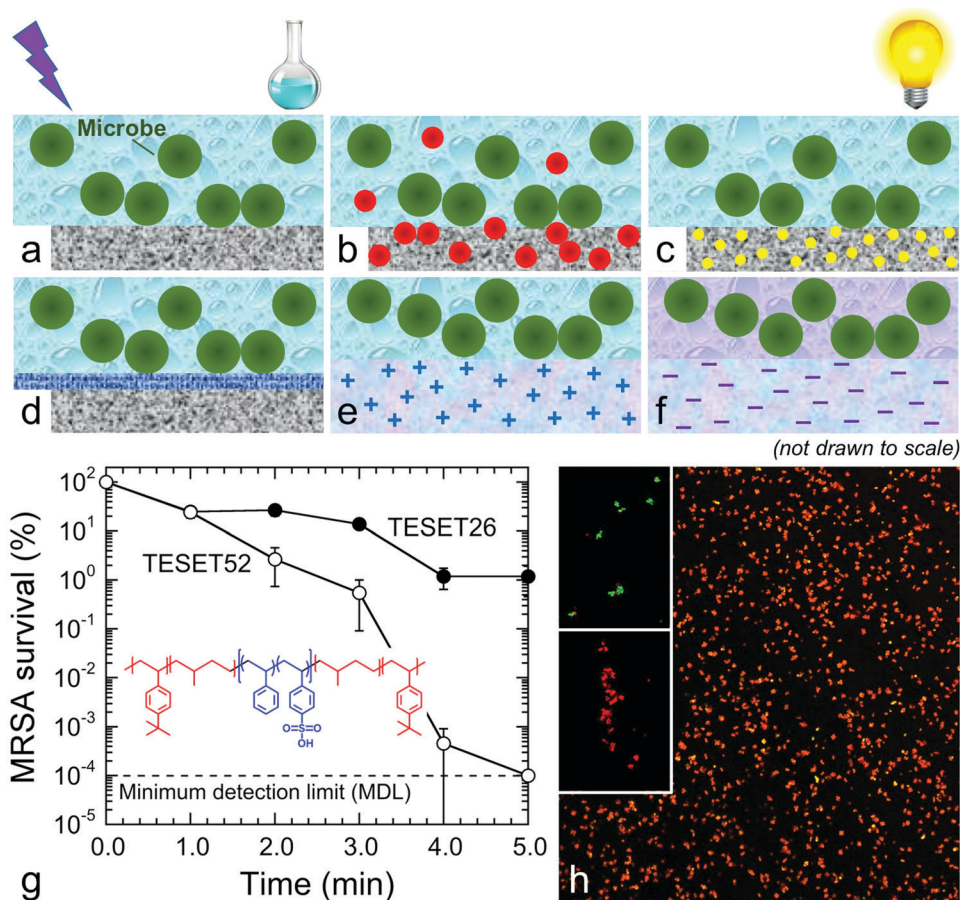 Microbe
a
b
c
d
e
f
(not drawn to scale)
MRSA survival (%)
10²
10¹
10⁰
10⁻¹
10⁻²
10⁻³
10⁻⁴
10⁻⁵
TESET26
TESET52
O=S=O
OH
Minimum detection limit (MDL)
0.0 1.0 2.0 3.0 4.0 5.0
g Time (min)
h